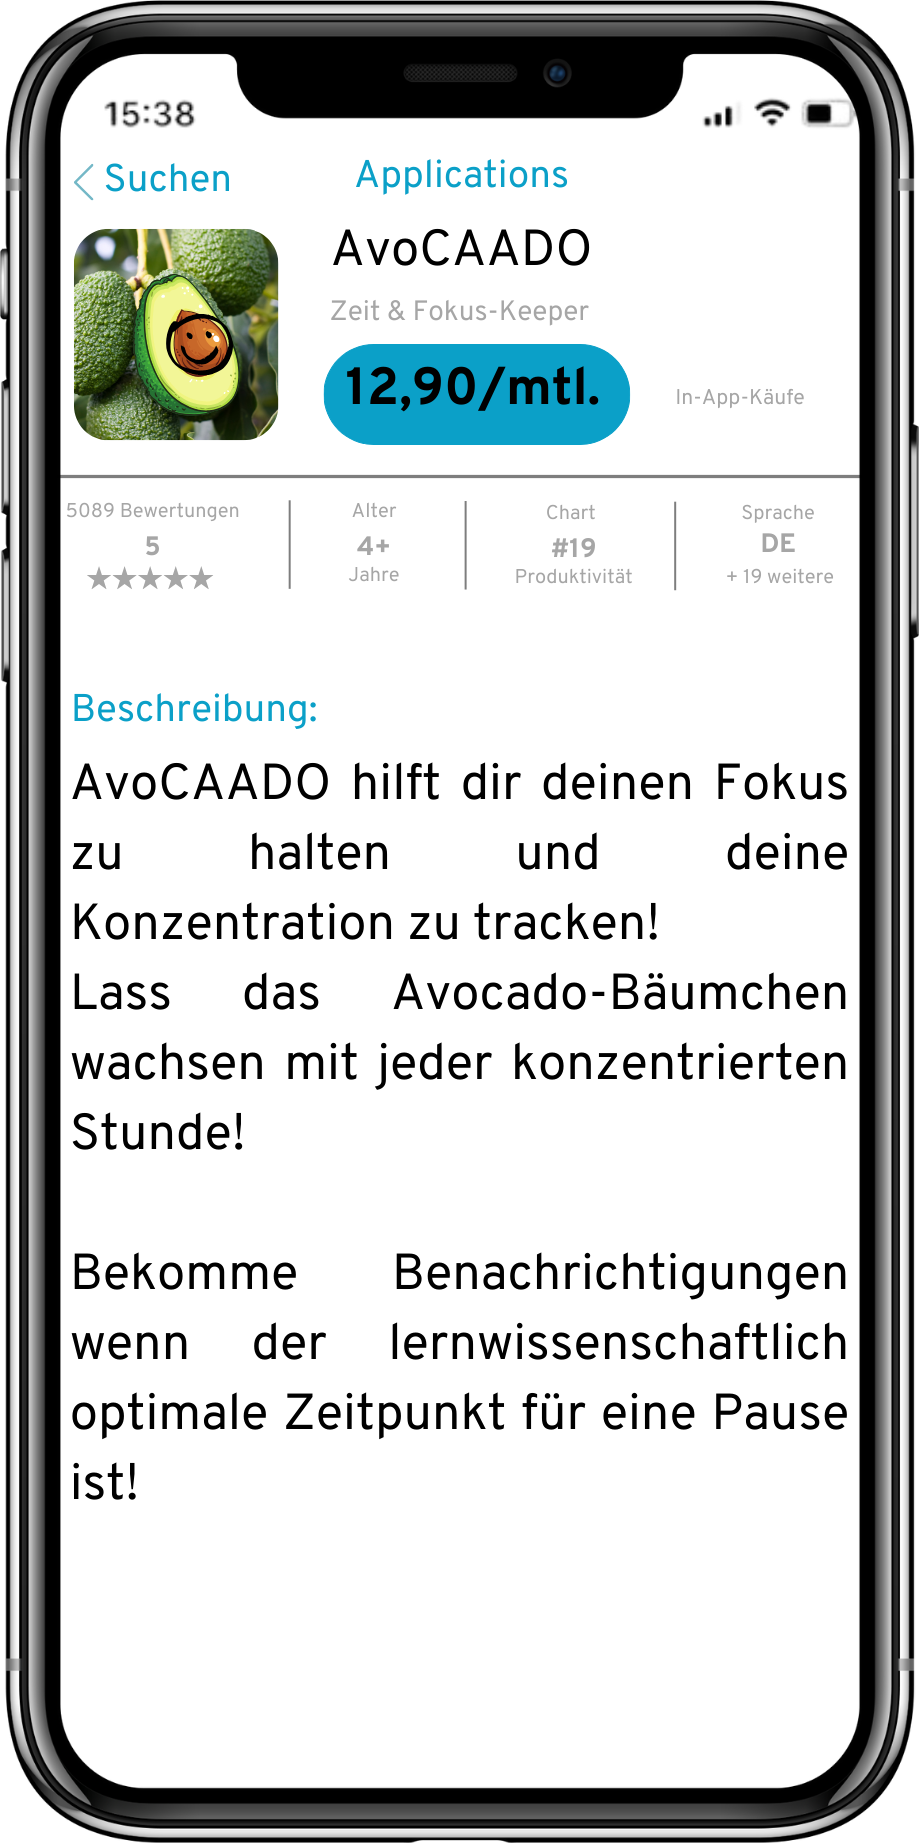 15:38
Suchen
Applications
AvoCAADO
Zeit & Fokus-Keeper
12,90/mtl.
In-App-Käufe
5089 Bewertungen
5
★★★★★
Alter
4+
Jahre
Chart
#19
Produktivität
Sprache
DE
+ 19 weitere
Beschreibung:
AvoCAADO hilft dir deinen Fokus
zu halten und deine
Konzentration zu tracken!
Lass das Avocado-Bäumchen
wachsen mit jeder konzentrierten
Stunde!
Bekomme Benachrichtigungen
wenn der lernwissenschaftlich
optimale Zeitpunkt für eine Pause
ist!